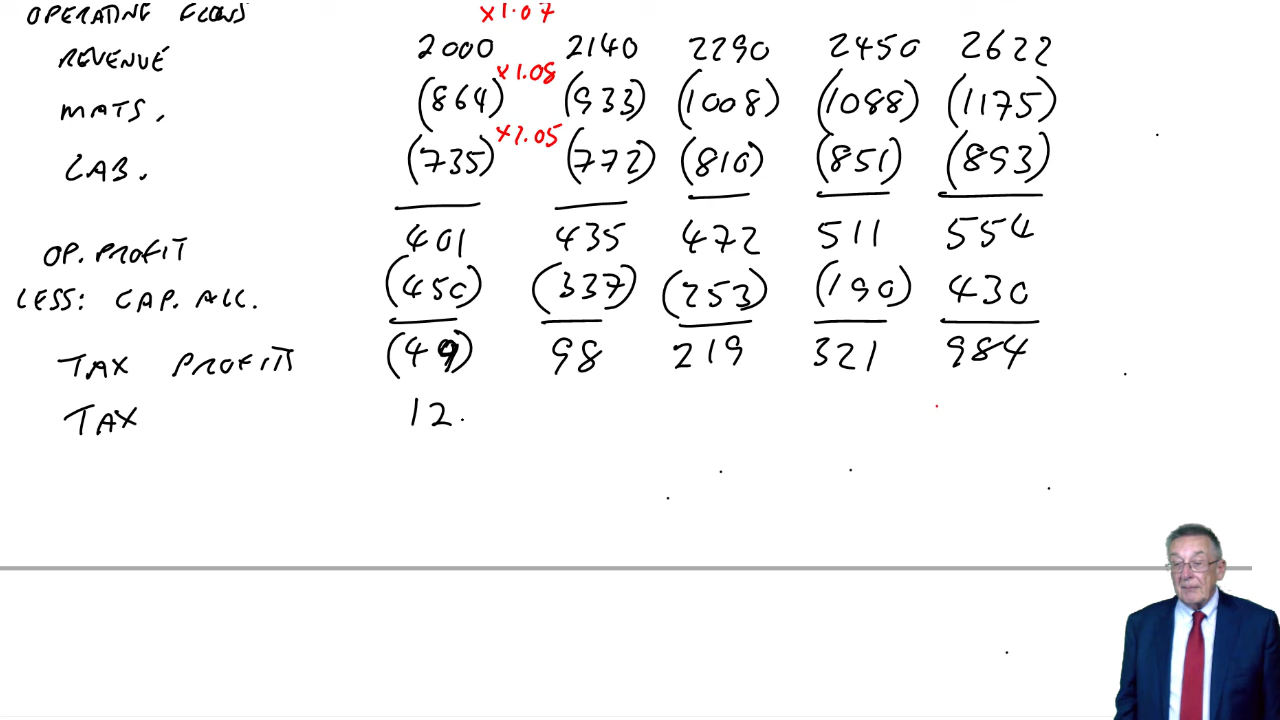 OPERATING FLOWS ×1.07
REVENUE 2000 2140 2290 2450 2622
×1.08
MATS. (864) (933) (1008) (1088) (1175)
×1.05
LAB. (735) (772) (810) (851) (893)
OP. PROFIT 401 435 472 511 554
LESS: CAP. ALL. (450) (337) (253) (190) 430
TAX PROFITS (49) 98 219 321 984
TAX 12